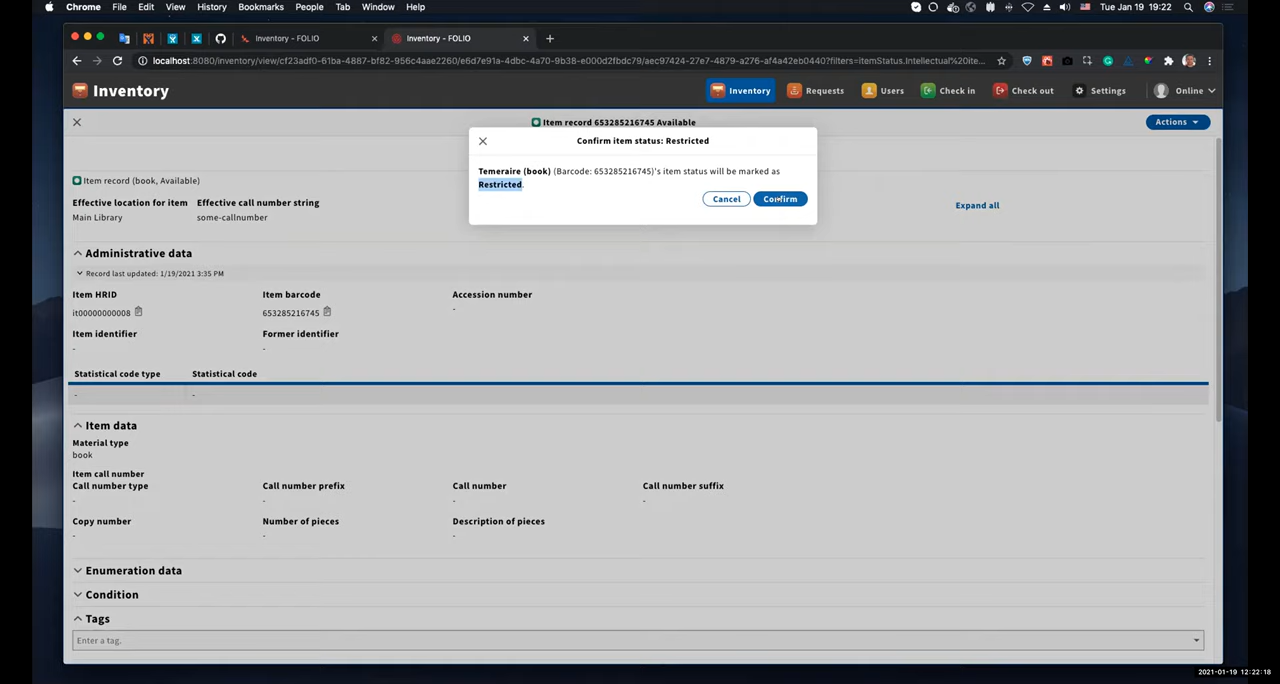 Chrome File Edit View History Bookmarks People Tab Window Help
Tue Jan 19 19:22
Inventory - FOLIO
Inventory - FOLIO
localhost:8080/inventory/view/cf23adf0-61ba-4887-bf82-956c4aae2260/e6d7e91a-4dbc-4a70-9b38-e000d2fbdc79/aec97424-27e7-4879-a276-af4a42eb0440?filters=itemStatus.Intellectual%20ite...
Inventory
Inventory Requests Users Check in Check out Settings Online
Item record 653285216745 Available
Actions
Confirm item status: Restricted
Temeraire (book) (Barcode: 653285216745)'s item status will be marked as
Restricted.
Cancel Confirm
Item record (book, Available)
Effective location for item Effective call number string
Main Library some-callnumber
Expand all
Administrative data
Record last updated: 1/19/2021 3:35 PM
Item HRID Item barcode Accession number
it00000000008 653285216745 -
Item identifier Former identifier
- -
Statistical code type Statistical code
- -
Item data
Material type
book
Item call number
Call number type Call number prefix Call number Call number suffix
- - - -
Copy number Number of pieces Description of pieces
- - -
Enumeration data
Condition
Tags
Enter a tag.
2021-01-19 12:22:18